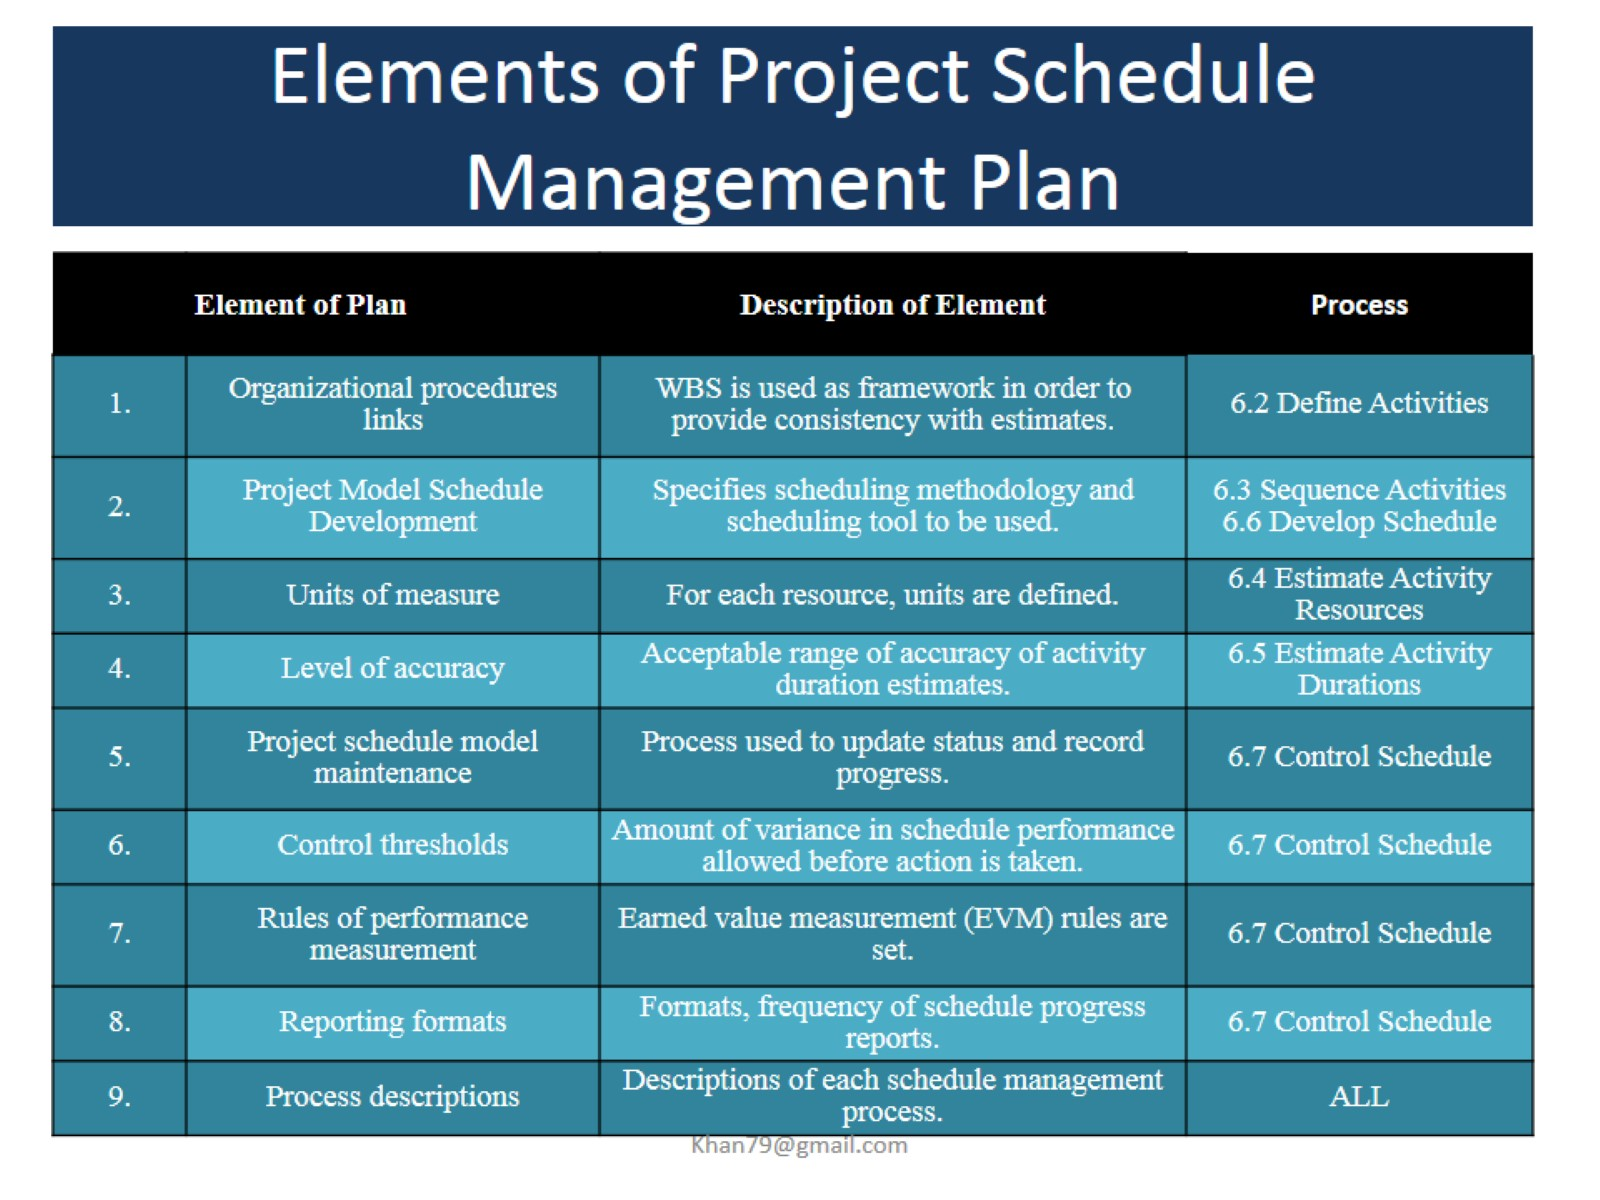 Elements of Project Schedule
Management Plan
Element of Plan Description of Element Process
1. Organizational procedures links WBS is used as framework in order to provide consistency with estimates. 6.2 Define Activities
2. Project Model Schedule Development Specifies scheduling methodology and scheduling tool to be used. 6.3 Sequence Activities 6.6 Develop Schedule
3. Units of measure For each resource, units are defined. 6.4 Estimate Activity Resources
4. Level of accuracy Acceptable range of accuracy of activity duration estimates. 6.5 Estimate Activity Durations
5. Project schedule model maintenance Process used to update status and record progress. 6.7 Control Schedule
6. Control thresholds Amount of variance in schedule performance allowed before action is taken. 6.7 Control Schedule
7. Rules of performance measurement Earned value measurement (EVM) rules are set. 6.7 Control Schedule
8. Reporting formats Formats, frequency of schedule progress reports. 6.7 Control Schedule
9. Process descriptions Descriptions of each schedule management process. ALL
Khan79@gmail.com